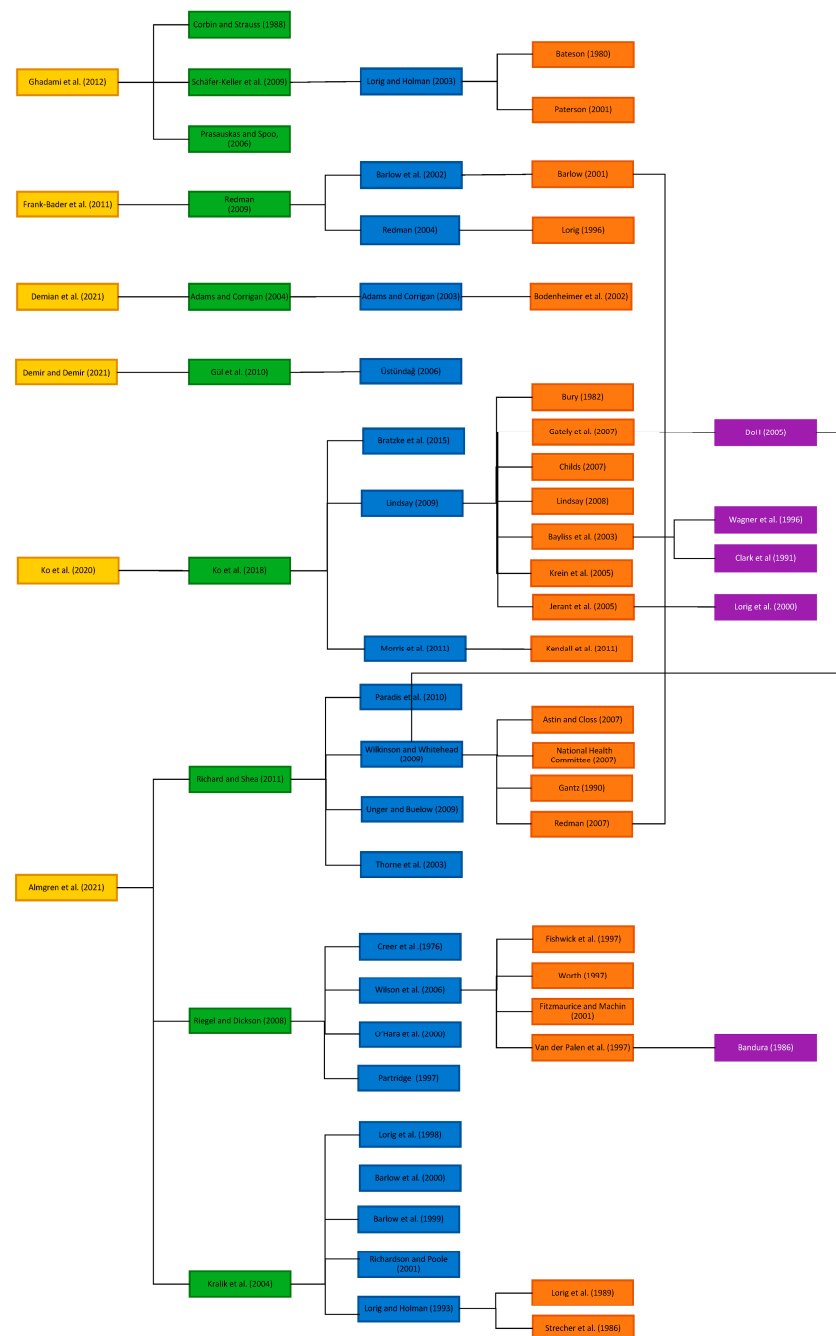 Corbin and Strauss (1988)
Ghadami et al. (2012)
Schäfer-Keller et al. (2009)
Lorig and Holman (2003)
Bateson (1980)
Paterson (2001)
Prasauskas and Spoo,
(2006)
Frank-Bader et al. (2011)
Redman
(2009)
Barlow et al. (2002)
Barlow (2001)
Redman (2004)
Lorig (1996)
Demian et al. (2021)
Adams and Corrigan (2004)
Adams and Corrigan (2003)
Bodenheimer et al. (2002)
Demir and Demir (2021)
Gül et al. (2010)
Üstündağ (2006)
Bury (1982)
Bratzke et al. (2015)
Gately et al. (2007)
DoH (2005)
Childs (2007)
Lindsay (2009)
Lindsay (2008)
Bayliss et al. (2003)
Wagner et al. (1996)
Clark et al (1991)
Ko et al. (2020)
Ko et al. (2018)
Krein et al. (2005)
Jerant et al. (2005)
Lorig et al. (2000)
Morris et al. (2011)
Kendall et al. (2011)
Paradis et al. (2010)
Astin and Closs (2007)
Richard and Shea (2011)
Wilkinson and Whitehead
(2009)
National Health
Committee (2007)
Gantz (1990)
Unger and Buelow (2009)
Redman (2007)
Thorne et al. (2003)
Almgren et al. (2021)
Creer et al .(1976)
Fishwick et al. (1997)
Wilson et al. (2006)
Worth (1997)
Riegel and Dickson (2008)
Fitzmaurice and Machin
(2001)
O'Hara et al. (2000)
Van der Palen et al. (1997)
Bandura (1986)
Partridge (1997)
Lorig et al. (1998)
Barlow et al. (2000)
Barlow et al. (1999)
Richardson and Poole
(2001)
Kralik et al. (2004)
Lorig and Holman (1993)
Lorig et al. (1989)
Strecher et al. (1986)